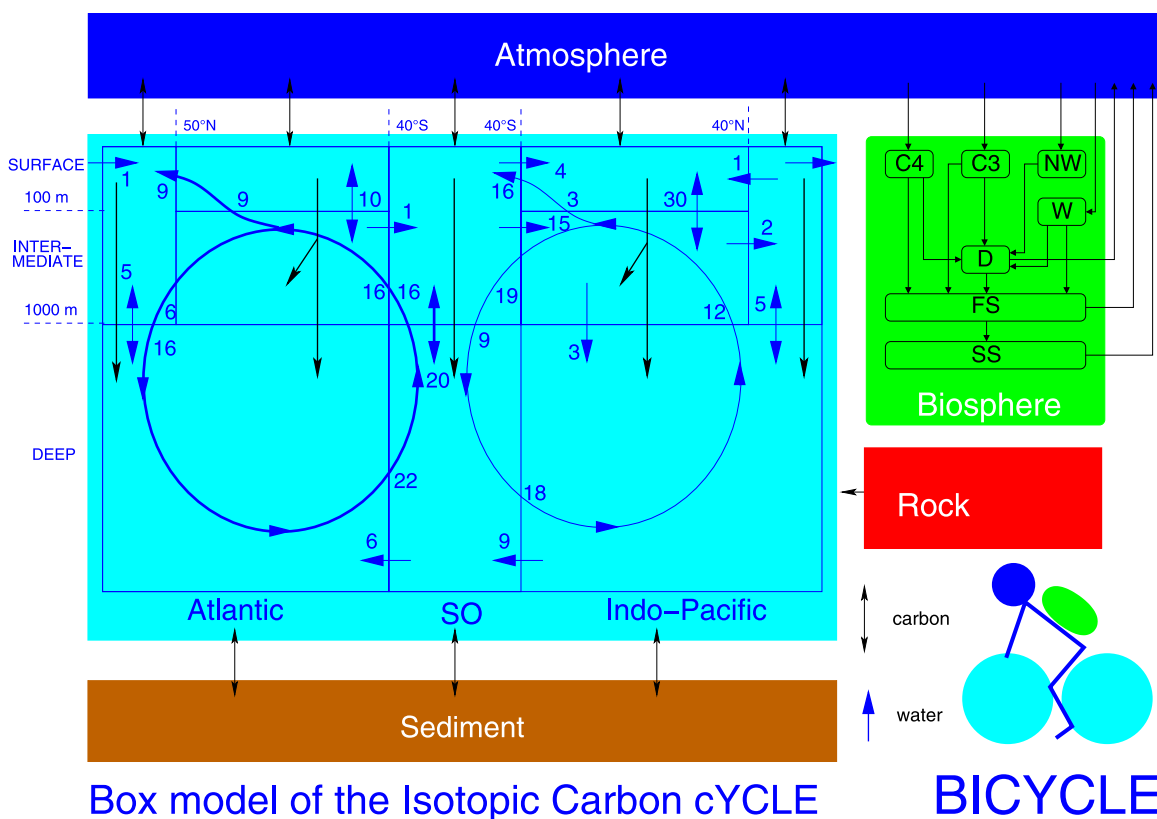 Atmosphere
50°N
40°S
40°S
40°N
SURFACE
100 m
INTER–
MEDIATE
1000 m
DEEP
1
9
9
10
1
16
4
3
15
30
1
2
5
6
16
16
16
20
19
9
3
12
5
22
18
6
9
Atlantic
SO
Indo–Pacific
C4
C3
NW
W
D
FS
SS
Biosphere
Rock
carbon
water
Sediment
Box model of the Isotopic Carbon cYCLE
BICYCLE